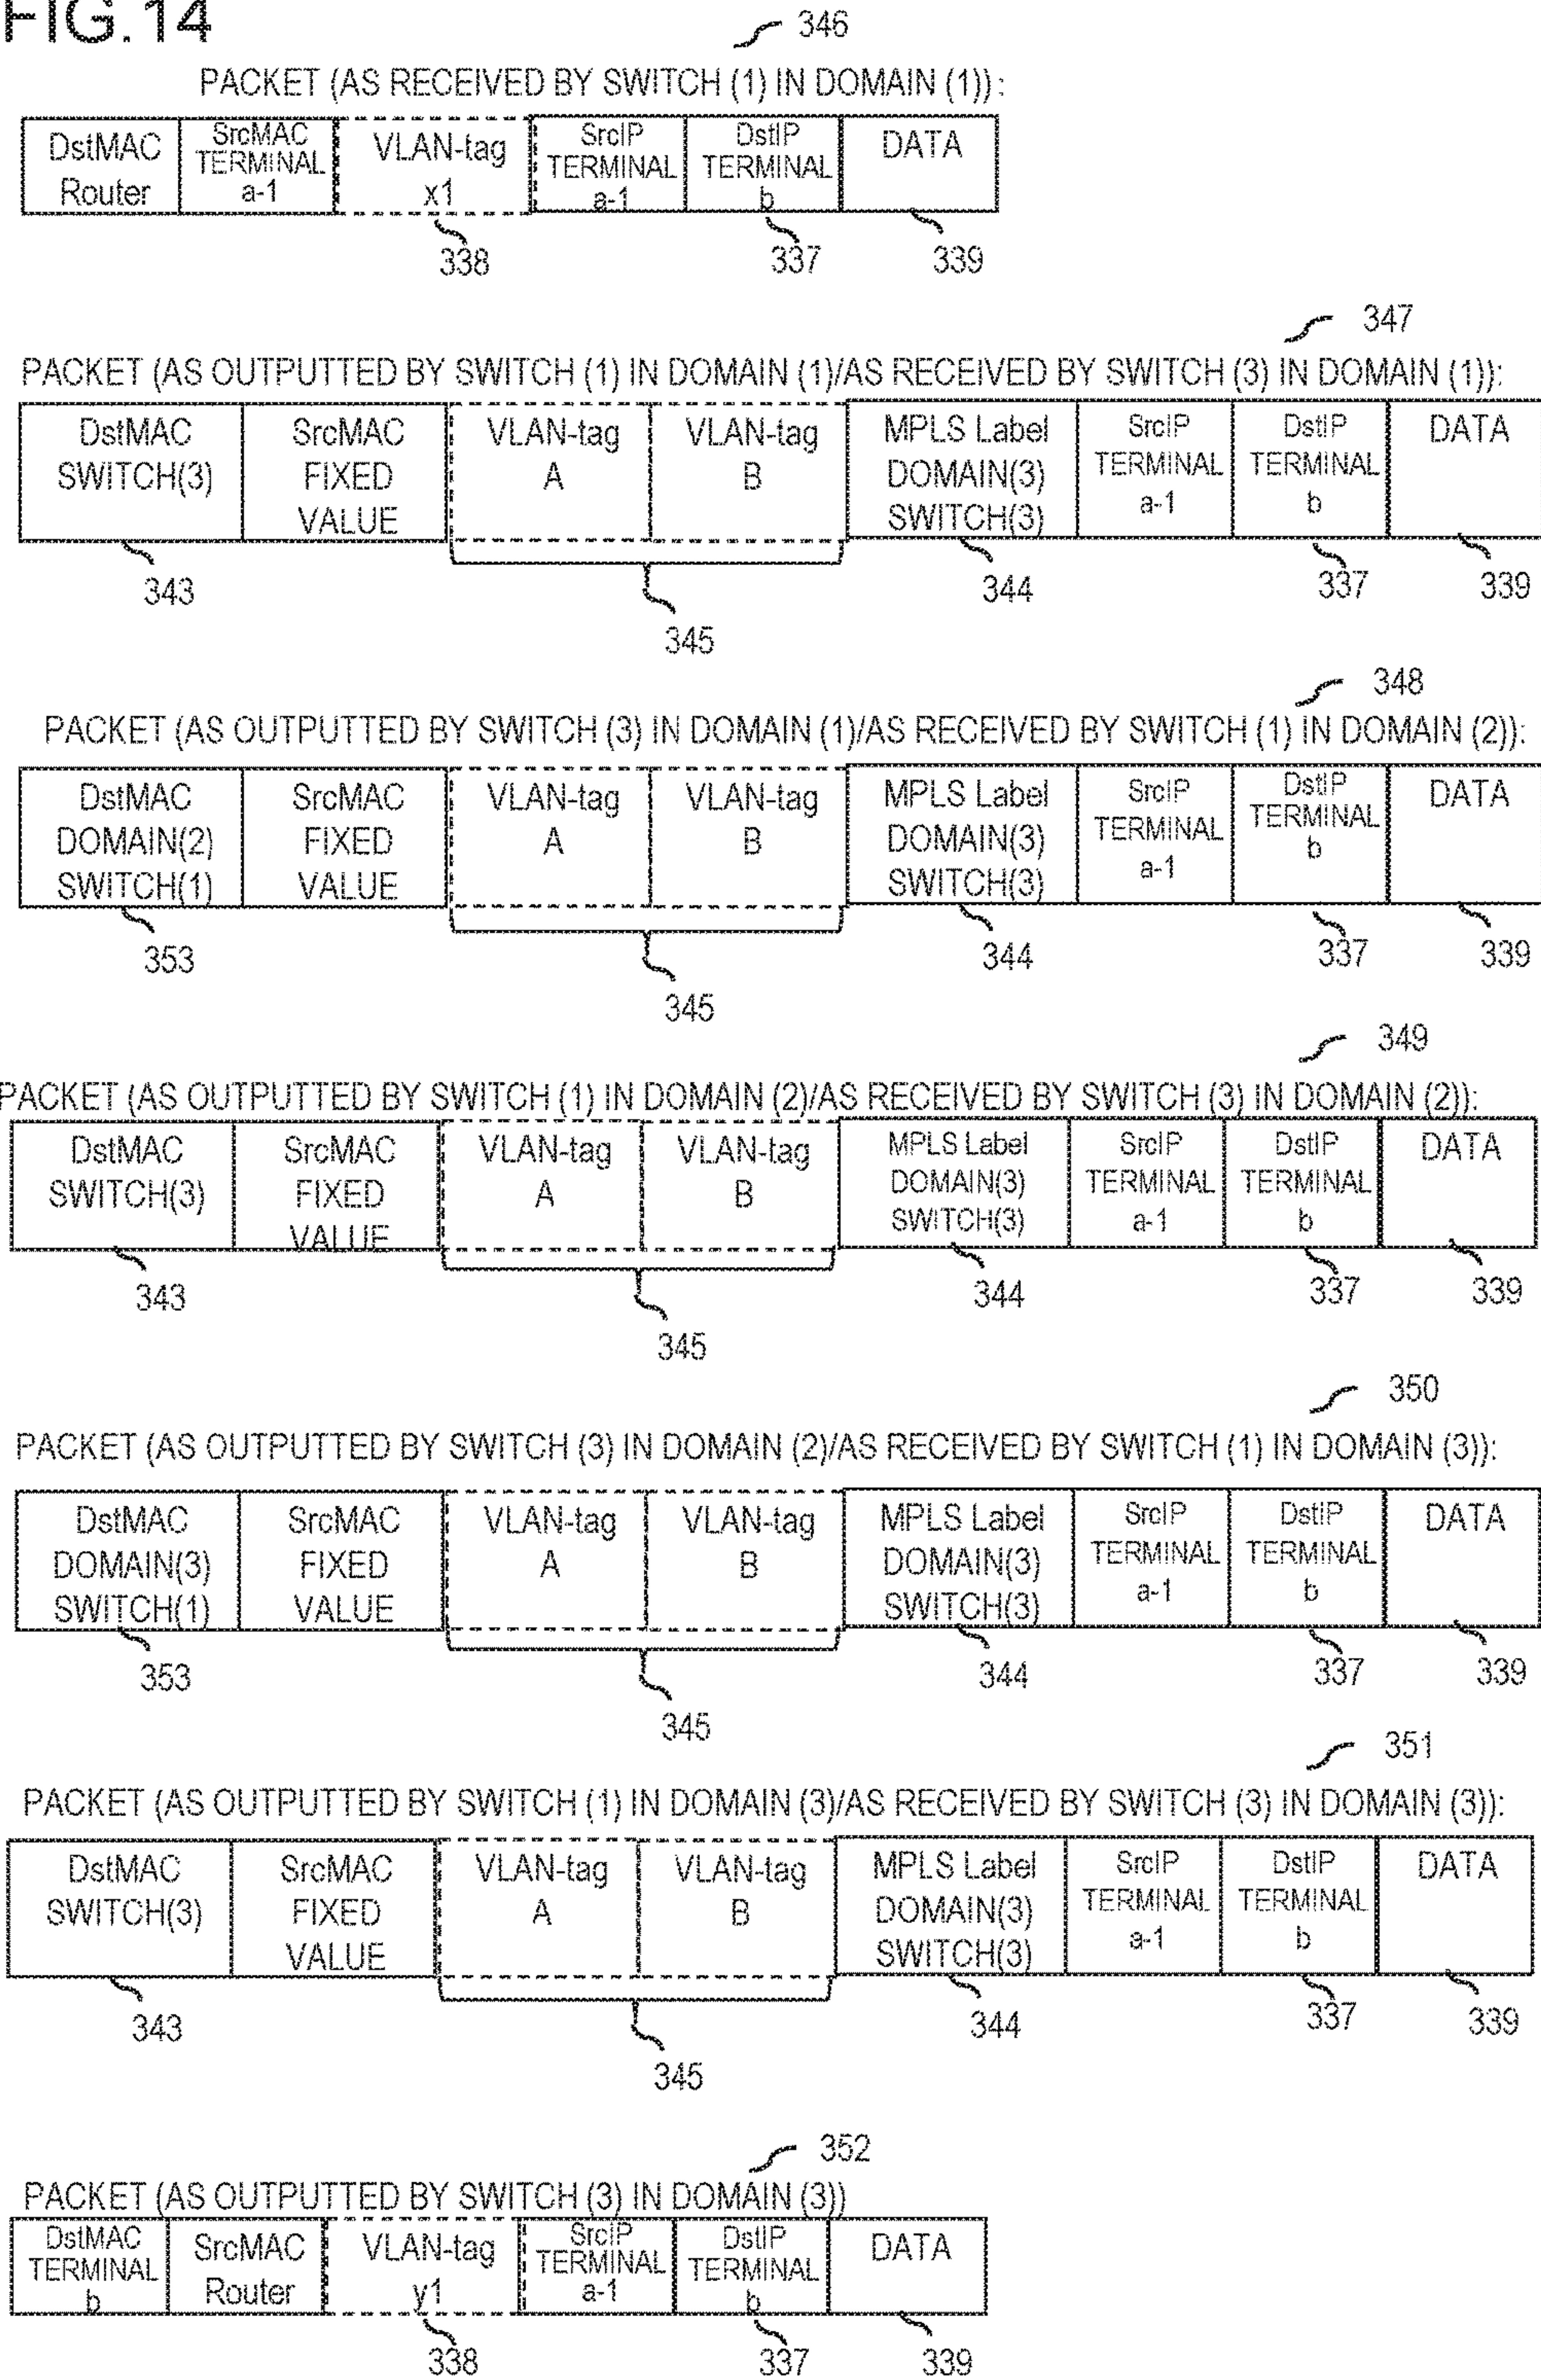 FIG.14
346
PACKET (AS RECEIVED BY SWITCH (1) IN DOMAIN (1)):
DstMAC Router
SrcMAC TERMINAL a-1
VLAN-tag x1
SrcIP TERMINAL a-1
DstIP TERMINAL b
DATA
338
337
339
347
PACKET (AS OUTPUTTED BY SWITCH (1) IN DOMAIN (1)/AS RECEIVED BY SWITCH (3) IN DOMAIN (1)):
DstMAC SWITCH(3)
SrcMAC FIXED VALUE
VLAN-tag A
VLAN-tag B
MPLS Label DOMAIN(3) SWITCH(3)
SrcIP TERMINAL a-1
DstIP TERMINAL b
DATA
343
345
344
337
339
348
PACKET (AS OUTPUTTED BY SWITCH (3) IN DOMAIN (1)/AS RECEIVED BY SWITCH (1) IN DOMAIN (2)):
DstMAC DOMAIN(2) SWITCH(1)
SrcMAC FIXED VALUE
VLAN-tag A
VLAN-tag B
MPLS Label DOMAIN(3) SWITCH(3)
SrcIP TERMINAL a-1
DstIP TERMINAL b
DATA
353
345
344
337
339
349
PACKET (AS OUTPUTTED BY SWITCH (1) IN DOMAIN (2)/AS RECEIVED BY SWITCH (3) IN DOMAIN (2)):
DstMAC SWITCH(3)
SrcMAC FIXED VALUE
VLAN-tag A
VLAN-tag B
MPLS Label DOMAIN(3) SWITCH(3)
SrcIP TERMINAL a-1
DstIP TERMINAL b
DATA
343
345
344
337
339
350
PACKET (AS OUTPUTTED BY SWITCH (3) IN DOMAIN (2)/AS RECEIVED BY SWITCH (1) IN DOMAIN (3)):
DstMAC DOMAIN(3) SWITCH(1)
SrcMAC FIXED VALUE
VLAN-tag A
VLAN-tag B
MPLS Label DOMAIN(3) SWITCH(3)
SrcIP TERMINAL a-1
DstIP TERMINAL b
DATA
353
345
344
337
339
351
PACKET (AS OUTPUTTED BY SWITCH (1) IN DOMAIN (3)/AS RECEIVED BY SWITCH (3) IN DOMAIN (3)):
DstMAC SWITCH(3)
SrcMAC FIXED VALUE
VLAN-tag A
VLAN-tag B
MPLS Label DOMAIN(3) SWITCH(3)
SrcIP TERMINAL a-1
DstIP TERMINAL b
DATA
343
345
344
337
339
352
PACKET (AS OUTPUTTED BY SWITCH (3) IN DOMAIN (3))
DstMAC TERMINAL b
SrcMAC Router
VLAN-tag y1
SrcIP TERMINAL a-1
DstIP TERMINAL b
DATA
338
337
339